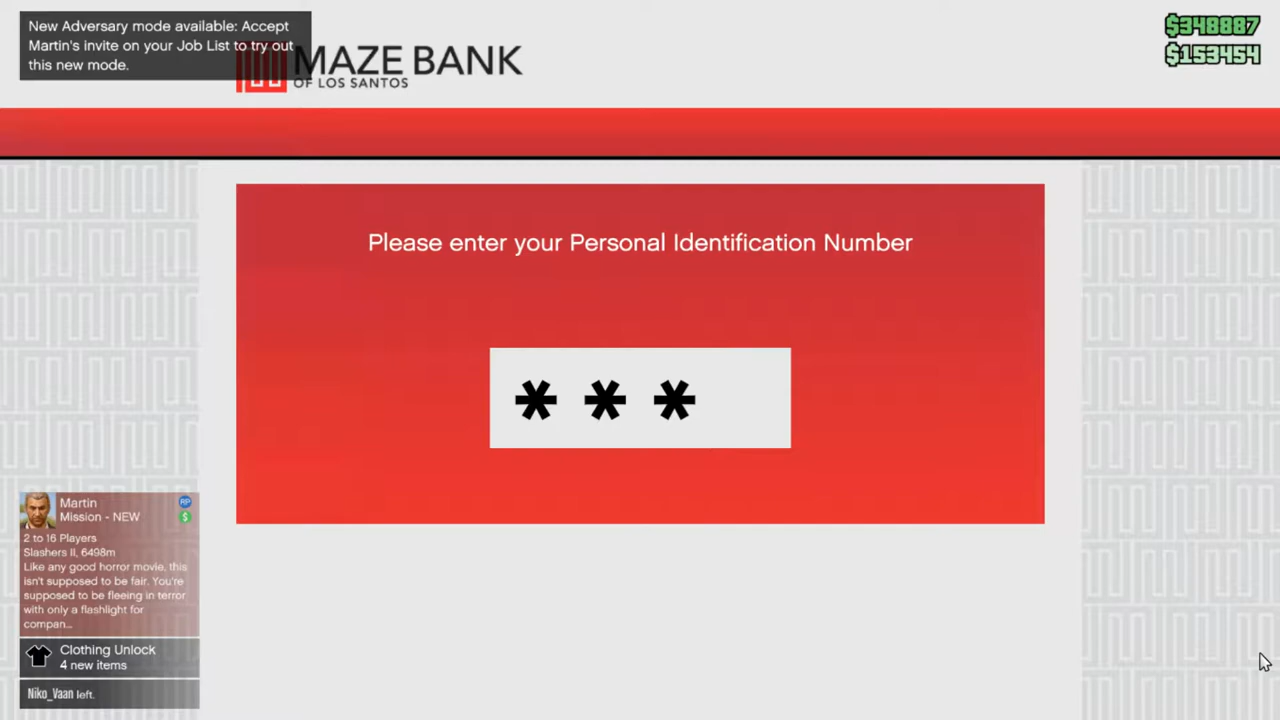 New Adversary mode available: Accept
Martin's invite on your Job List to try out
this new mode.
MAZE BANK
OF LOS SANTOS
$348887
$153454
Please enter your Personal Identification Number
* * *
Martin
RP
Mission - NEW
$
2 to 16 Players
Slashers II, 6498m
Like any good horror movie, this
isn't supposed to be fair. You're
supposed to be fleeing in terror
with only a flashlight for
compan...
Clothing Unlock
4 new items
Niko_Vaan left.